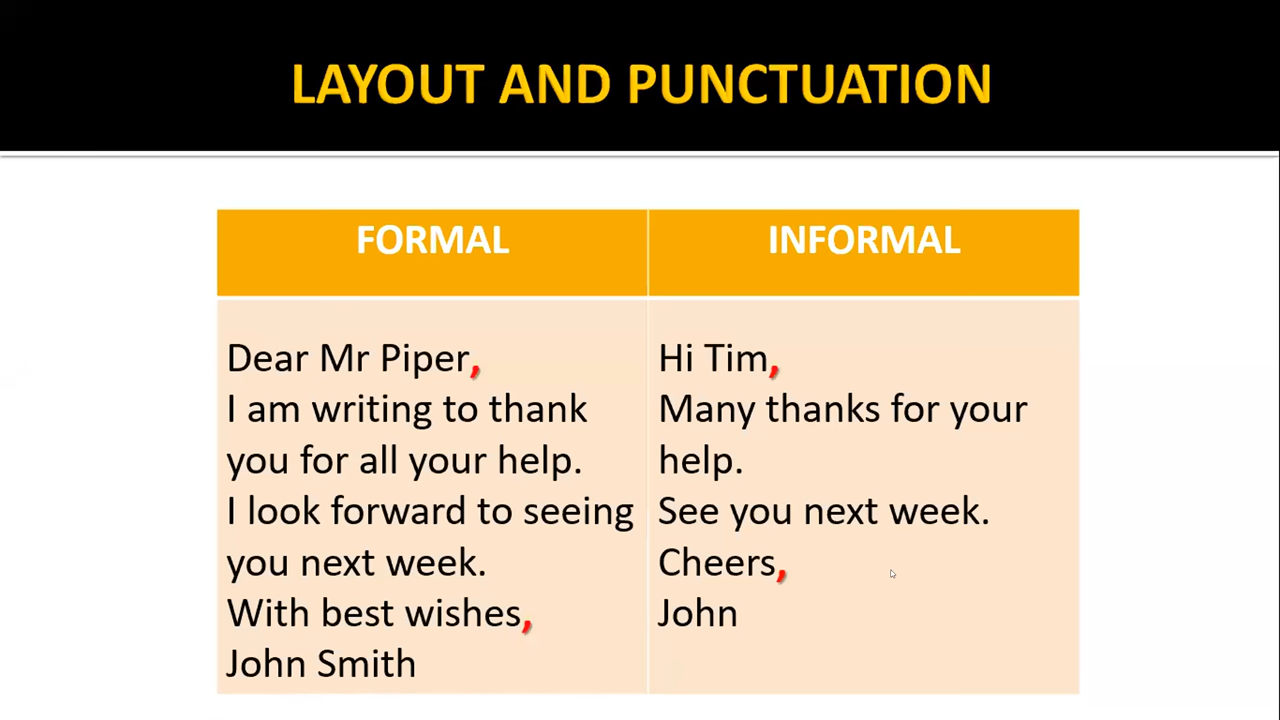 LAYOUT AND PUNCTUATION
FORMAL
INFORMAL
Dear Mr Piper,
I am writing to thank
you for all your help.
I look forward to seeing
you next week.
With best wishes,
John Smith
Hi Tim,
Many thanks for your
help.
See you next week.
Cheers,
John